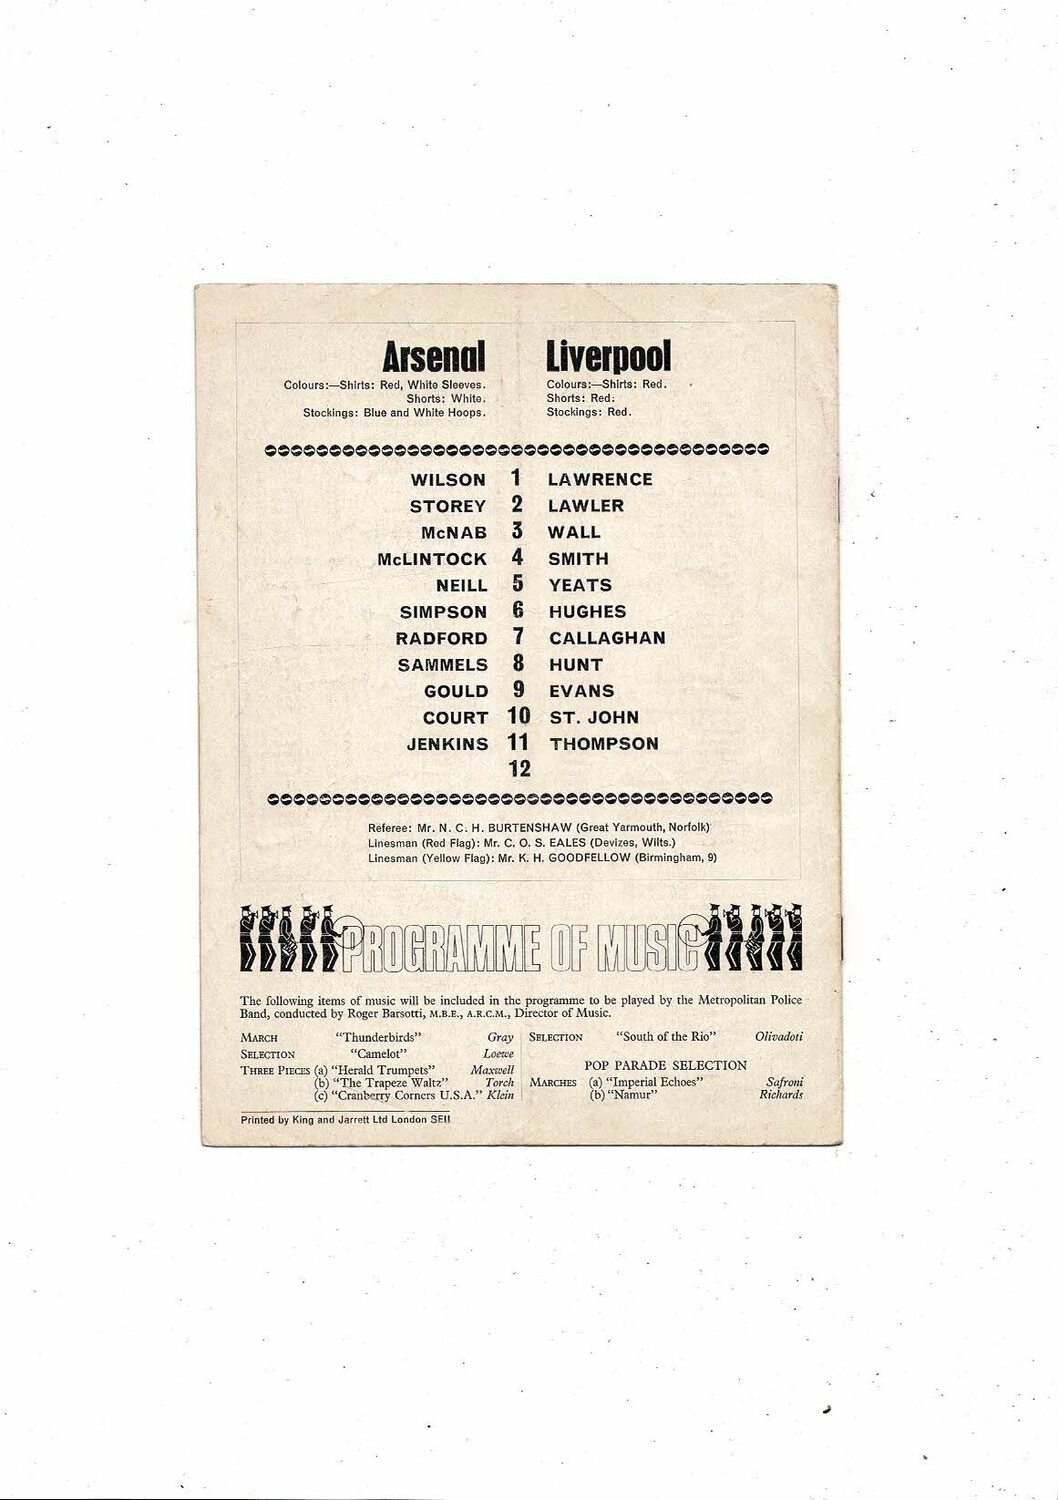 Arsenal Liverpool
Colours:—Shirts: Red, White Sleeves. Colours:—Shirts: Red.
Shorts: White. Shorts: Red.
Stockings: Blue and White Hoops. Stockings: Red.
WILSON 1 LAWRENCE
STOREY 2 LAWLER
McNAB 3 WALL
McLINTOCK 4 SMITH
NEILL 5 YEATS
SIMPSON 6 HUGHES
RADFORD 7 CALLAGHAN
SAMMELS 8 HUNT
GOULD 9 EVANS
COURT 10 ST. JOHN
JENKINS 11 THOMPSON
12
Referee: Mr. N. C. H. BURTENSHAW (Great Yarmouth, Norfolk)
Linesman (Red Flag): Mr. C. O. S. EALES (Devizes, Wilts.)
Linesman (Yellow Flag): Mr. K. H. GOODFELLOW (Birmingham, 9)
PROGRAMME OF MUSIC
The following items of music will be included in the programme to be played by the Metropolitan Police
Band, conducted by Roger Barsotti, M.B.E., A.R.C.M., Director of Music.
MARCH "Thunderbirds" Gray
SELECTION "Camelot" Loewe
THREE PIECES (a) "Herald Trumpets" Maxwell
(b) "The Trapeze Waltz" Torch
(c) "Cranberry Corners U.S.A." Klein
SELECTION "South of the Rio" Olivadoti
POP PARADE SELECTION
MARCHES (a) "Imperial Echoes" Safroni
(b) "Namur" Richards
Printed by King and Jarrett Ltd London SE11